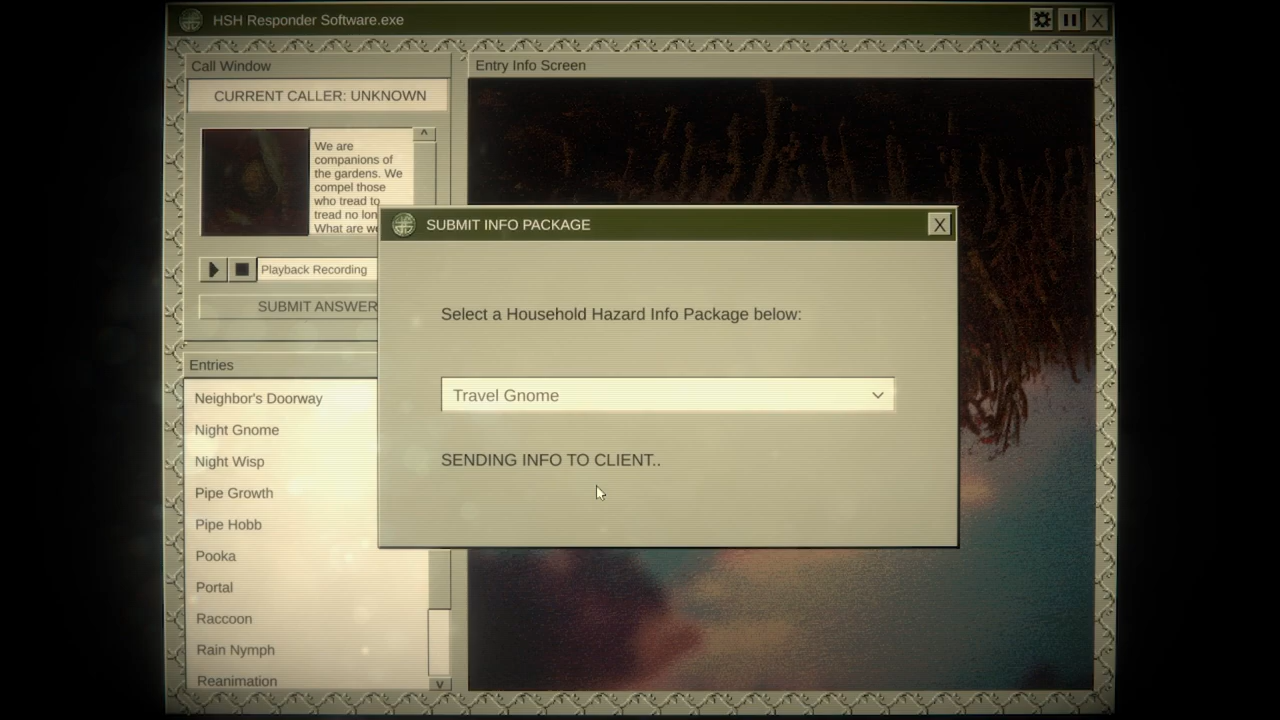 HSH Responder Software.exe
X
Call Window
Entry Info Screen
CURRENT CALLER: UNKNOWN
We are
companions of
the gardens. We
compel those
who tread to
tread no
What are
SUBMIT INFO PACKAGE
X
Playback Recording
SUBMIT ANSWER
Select a Household Hazard Info Package below:
Travel Gnome
SENDING INFO TO CLIENT..
Entries
Neighbor's Doorway
Night Gnome
Night Wisp
Pipe Growth
Pipe Hobb
Pooka
Portal
Raccoon
Rain Nymph
Reanimation